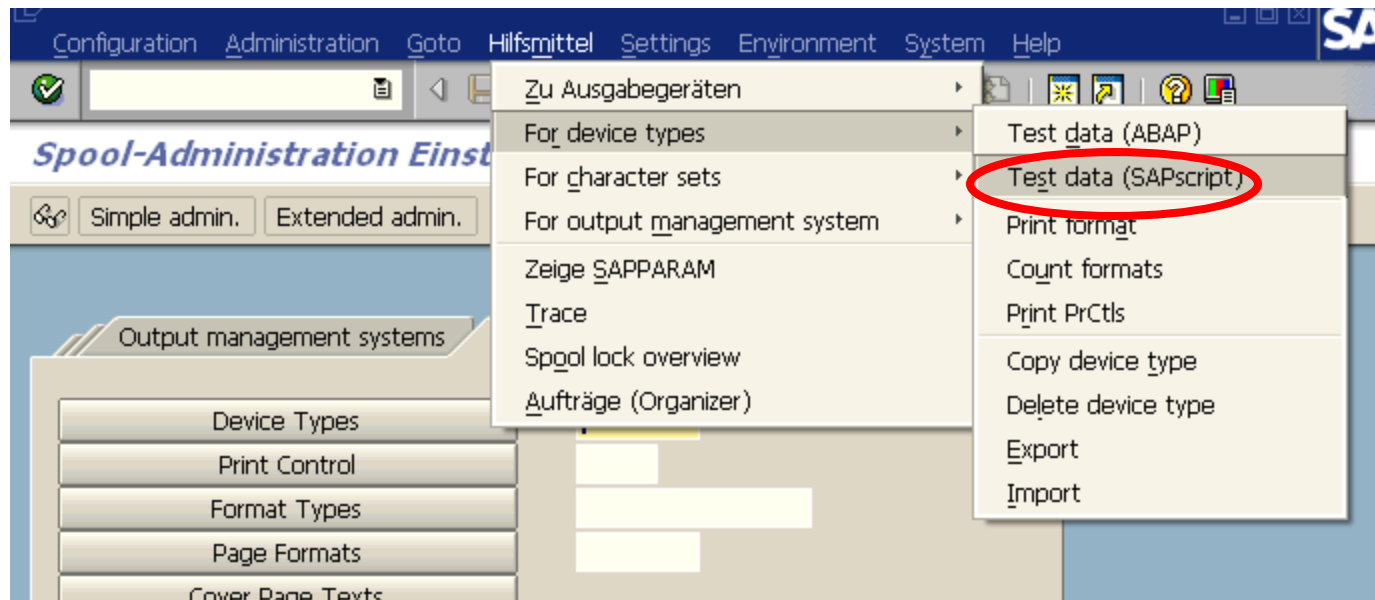 Configuration Administration Goto Hilfsmittel Settings Environment System Help
Zu Ausgabegeräten
For device types
For character sets
For output management system
Zeige SAPPARAM
Trace
Spool lock overview
Aufträge (Organizer)
Test data (ABAP)
Test data (SAPscript)
Print format
Count formats
Print PrCtls
Copy device type
Delete device type
Export
Import
Spool-Administration
Simple admin. Extended admin.
Output management systems
Device Types
Print Control
Format Types
Page Formats
Cover Page Texts